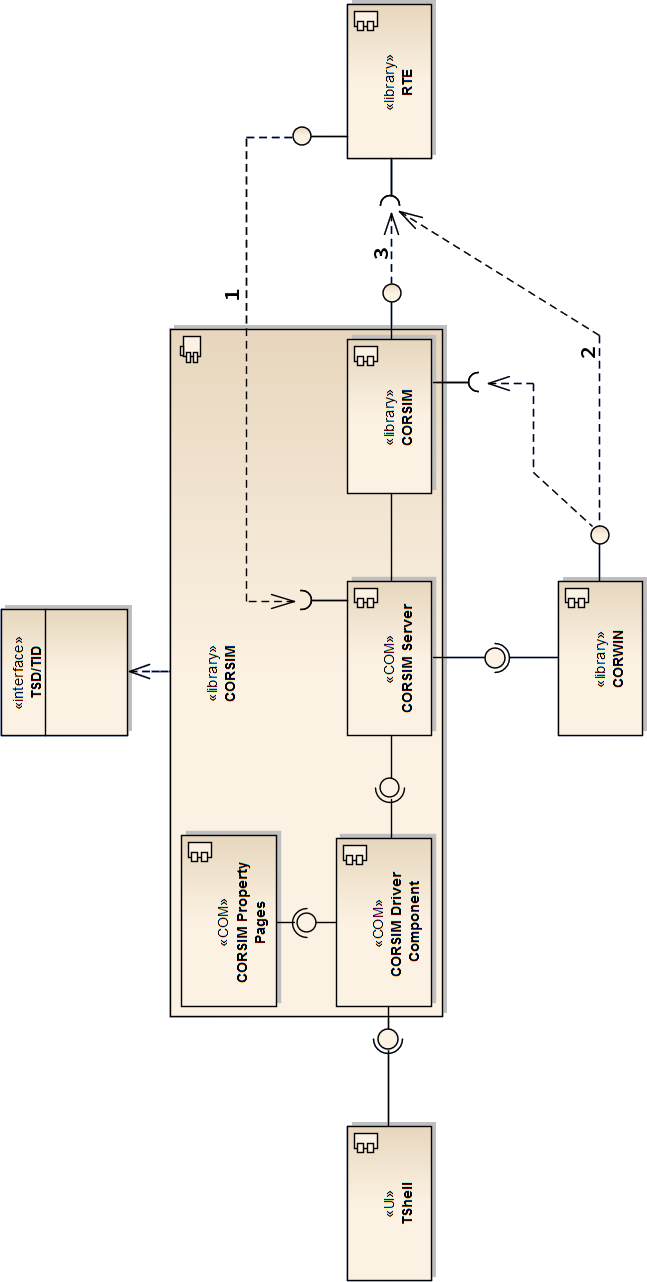 «interface»
TSD/TID
«library»
CORSIM
«COM»
CORSIM Property
Pages
«UI»
TShell
«COM»
CORSIM Driver
Component
«COM»
CORSIM Server
«library»
CORSIM
«library»
RTE
«library»
CORWIN
1
3
2